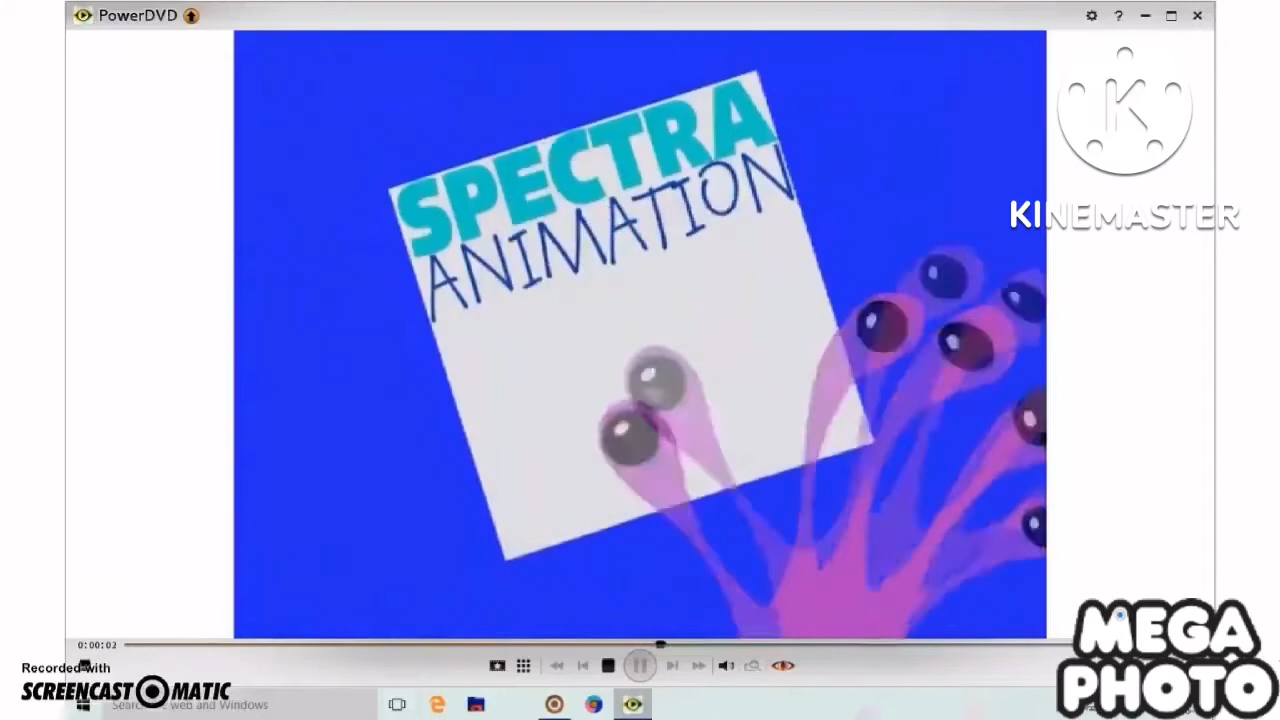 PowerDVD
SPECTRA
ANIMATION
K
KINEMASTER
0:00:02
Recorded with
SCREENCAST MATIC
web and Windows
MEGA
PHOTO